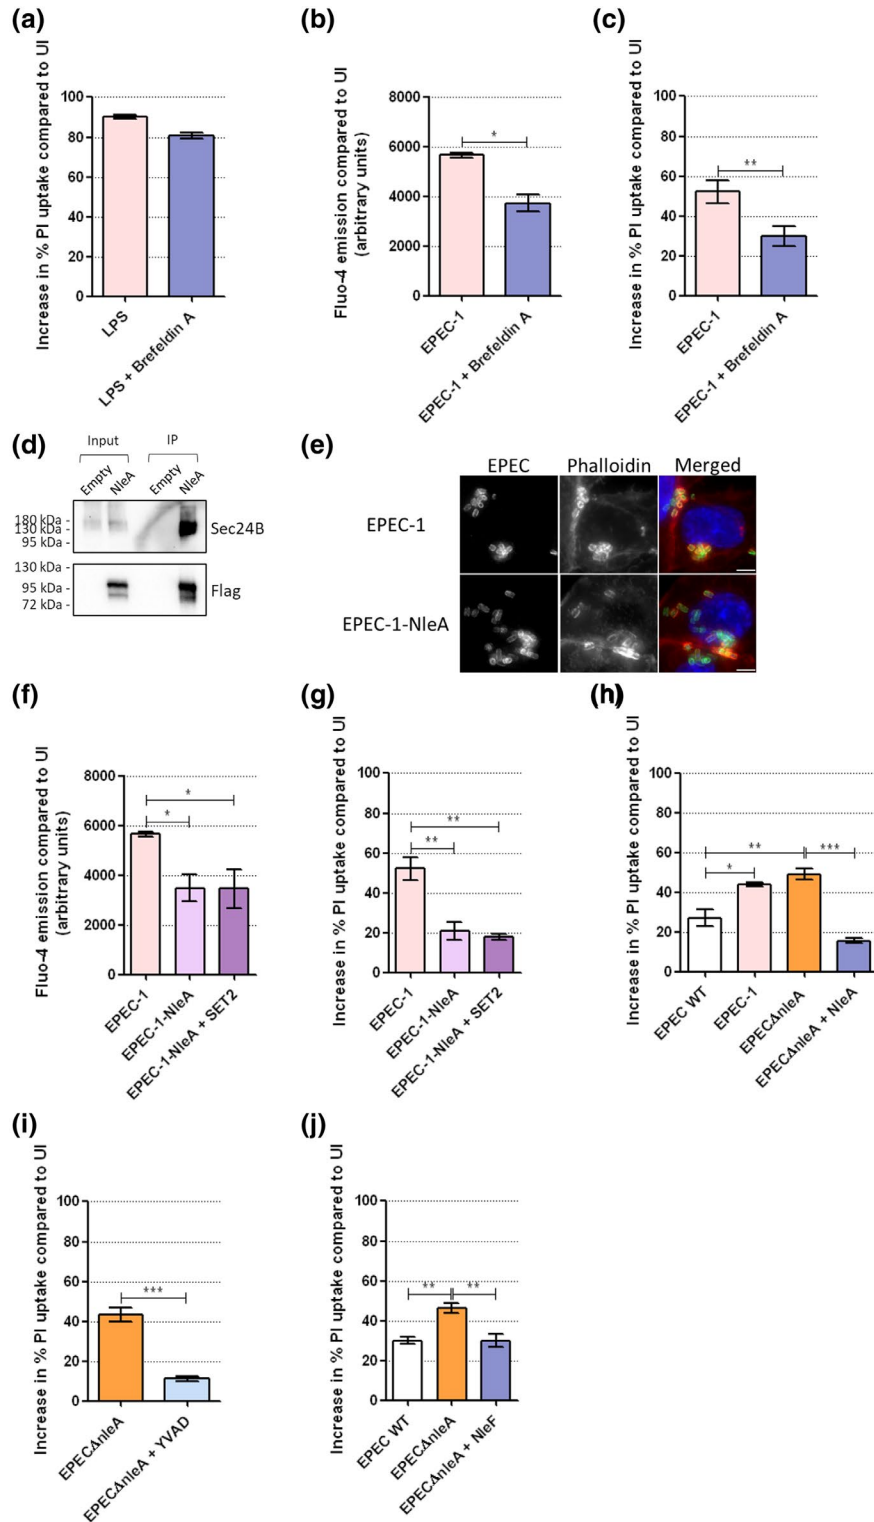 (a)
Increase in % PI uptake compared to UI
100
80
60
40
20
0
LPS
LPS + Brefeldin A
(b)
Fluo-4 emission compared to UI
(arbitrary units)
8000
6000
4000
2000
0
*
EPEC-1
EPEC-1 + Brefeldin A
(c)
Increase in % PI uptake compared to UI
100
80
60
40
20
0
**
EPEC-1
EPEC-1 + Brefeldin A
(d)
Input IP
Empty NleA Empty NleA
180 kDa -
130 kDa -
95 kDa -
Sec24B
130 kDa -
95 kDa -
72 kDa -
Flag
(e)
EPEC Phalloidin Merged
EPEC-1
EPEC-1-NleA
(f)
Fluo-4 emission compared to UI
(arbitrary units)
8000
6000
4000
2000
0
*
*
EPEC-1
EPEC-1-NleA
EPEC-1-NleA + SET2
(g)
Increase in % PI uptake compared to UI
100
80
60
40
20
0
**
**
EPEC-1
EPEC-1-NleA
EPEC-1-NleA + SET2
(h)
Increase in % PI uptake compared to UI
100
80
60
40
20
0
** ***
*
EPEC WT
EPEC-1
EPECΔnleA
EPECΔnleA + NleA
(i)
Increase in % PI uptake compared to UI
100
80
60
40
20
0
***
EPECΔnleA
EPECΔnleA + YVAD
(j)
Increase in % PI uptake compared to UI
100
80
60
40
20
0
** **
EPEC WT
EPECΔnleA
EPECΔnleA + NleF